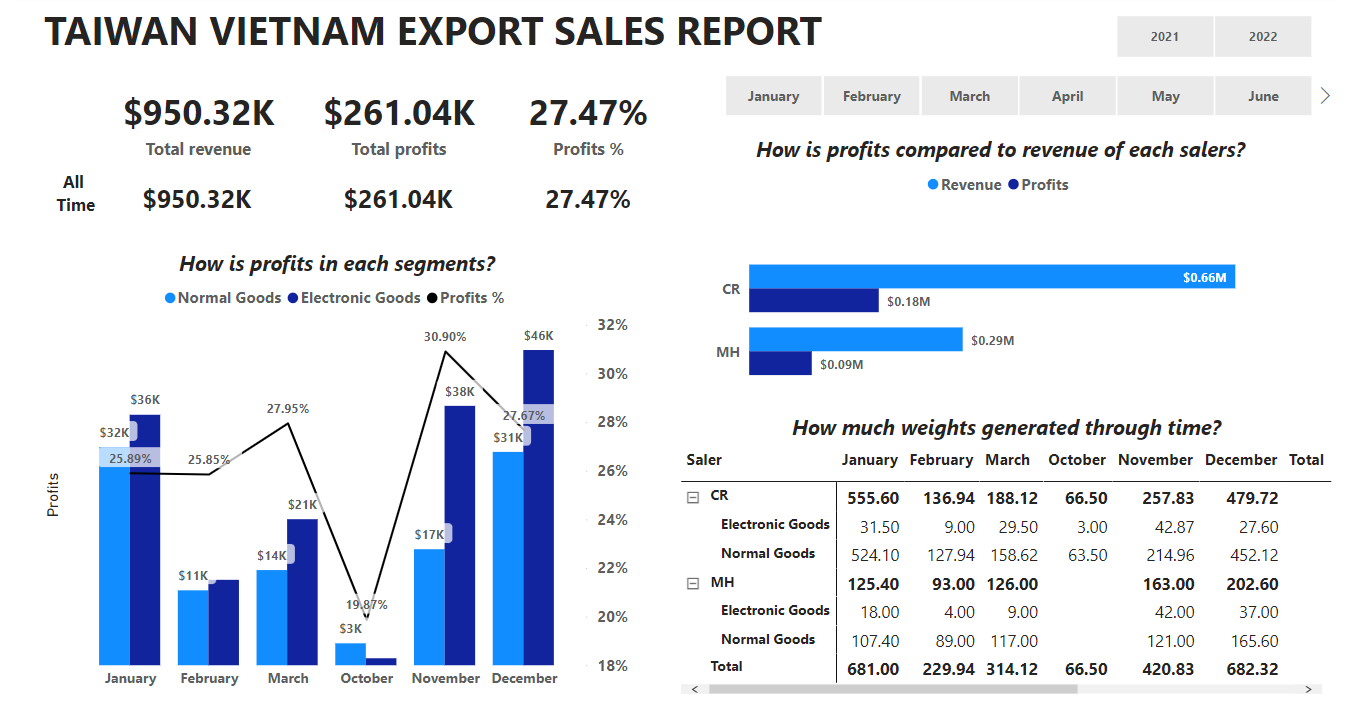 TAIWAN VIETNAM EXPORT SALES REPORT
2021 2022
January February March April May June
$950.32K $261.04K 27.47%
Total revenue Total profits Profits %
All Time $950.32K $261.04K 27.47%
How is profits compared to revenue of each salers?
Revenue Profits
CR $0.66M
$0.18M
MH $0.29M
$0.09M
How is profits in each segments?
Normal Goods Electronic Goods Profits %
Profits
32%
30%
28%
26%
24%
22%
20%
18%
$32K $36K 25.89%
$11K 25.85%
$14K $21K 27.95%
$3K 19.87%
$17K $38K 30.90%
$31K $46K 27.67%
January February March October November December
How much weights generated through time?
Saler January February March October November December Total
CR 555.60 136.94 188.12 66.50 257.83 479.72
Electronic Goods 31.50 9.00 29.50 3.00 42.87 27.60
Normal Goods 524.10 127.94 158.62 63.50 214.96 452.12
MH 125.40 93.00 126.00 163.00 202.60
Electronic Goods 18.00 4.00 9.00 42.00 37.00
Normal Goods 107.40 89.00 117.00 121.00 165.60
Total 681.00 229.94 314.12 66.50 420.83 682.32